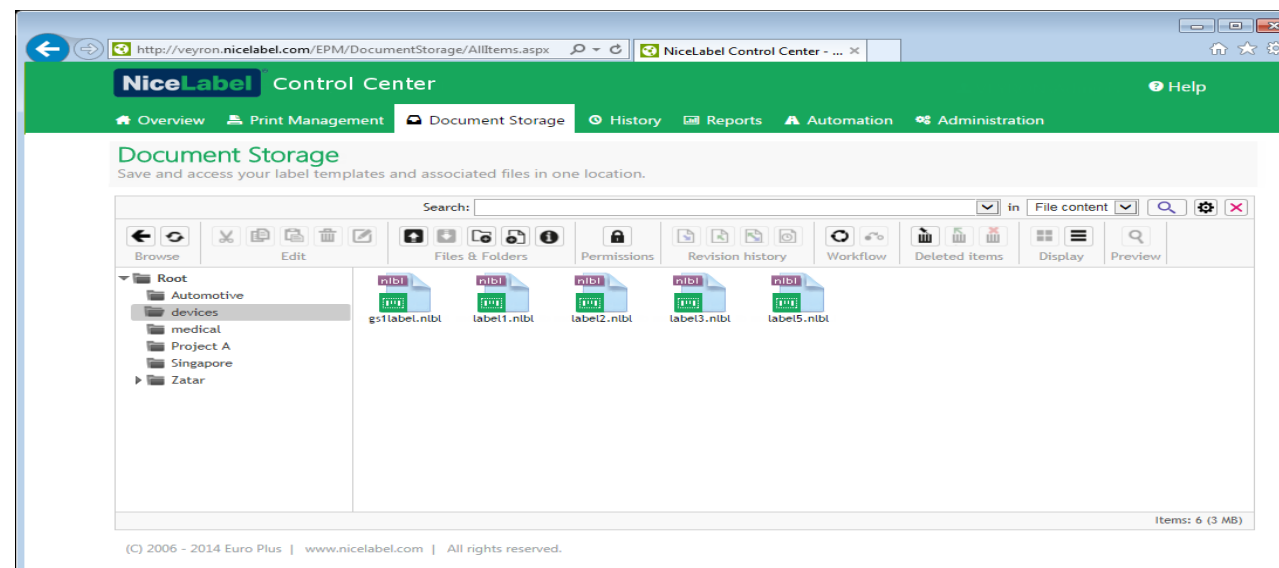 http://veyron.nicelabel.com/EPM/DocumentStorage/AllItems.aspx NiceLabel Control Center - ...
NiceLabel Control Center Help
Overview Print Management Document Storage History Reports Automation Administration
Document Storage
Save and access your label templates and associated files in one location.
Search: in File content
Browse Edit Files & Folders Permissions Revision history Workflow Deleted items Display Preview
Root
Automotive
devices
medical
Project A
Singapore
Zatar
nlbl nlbl nlbl nlbl nlbl
gs1label.nlbl label1.nlbl label2.nlbl label3.nlbl label5.nlbl
Items: 6 (3 MB)
(C) 2006 - 2014 Euro Plus | www.nicelabel.com | All rights reserved.